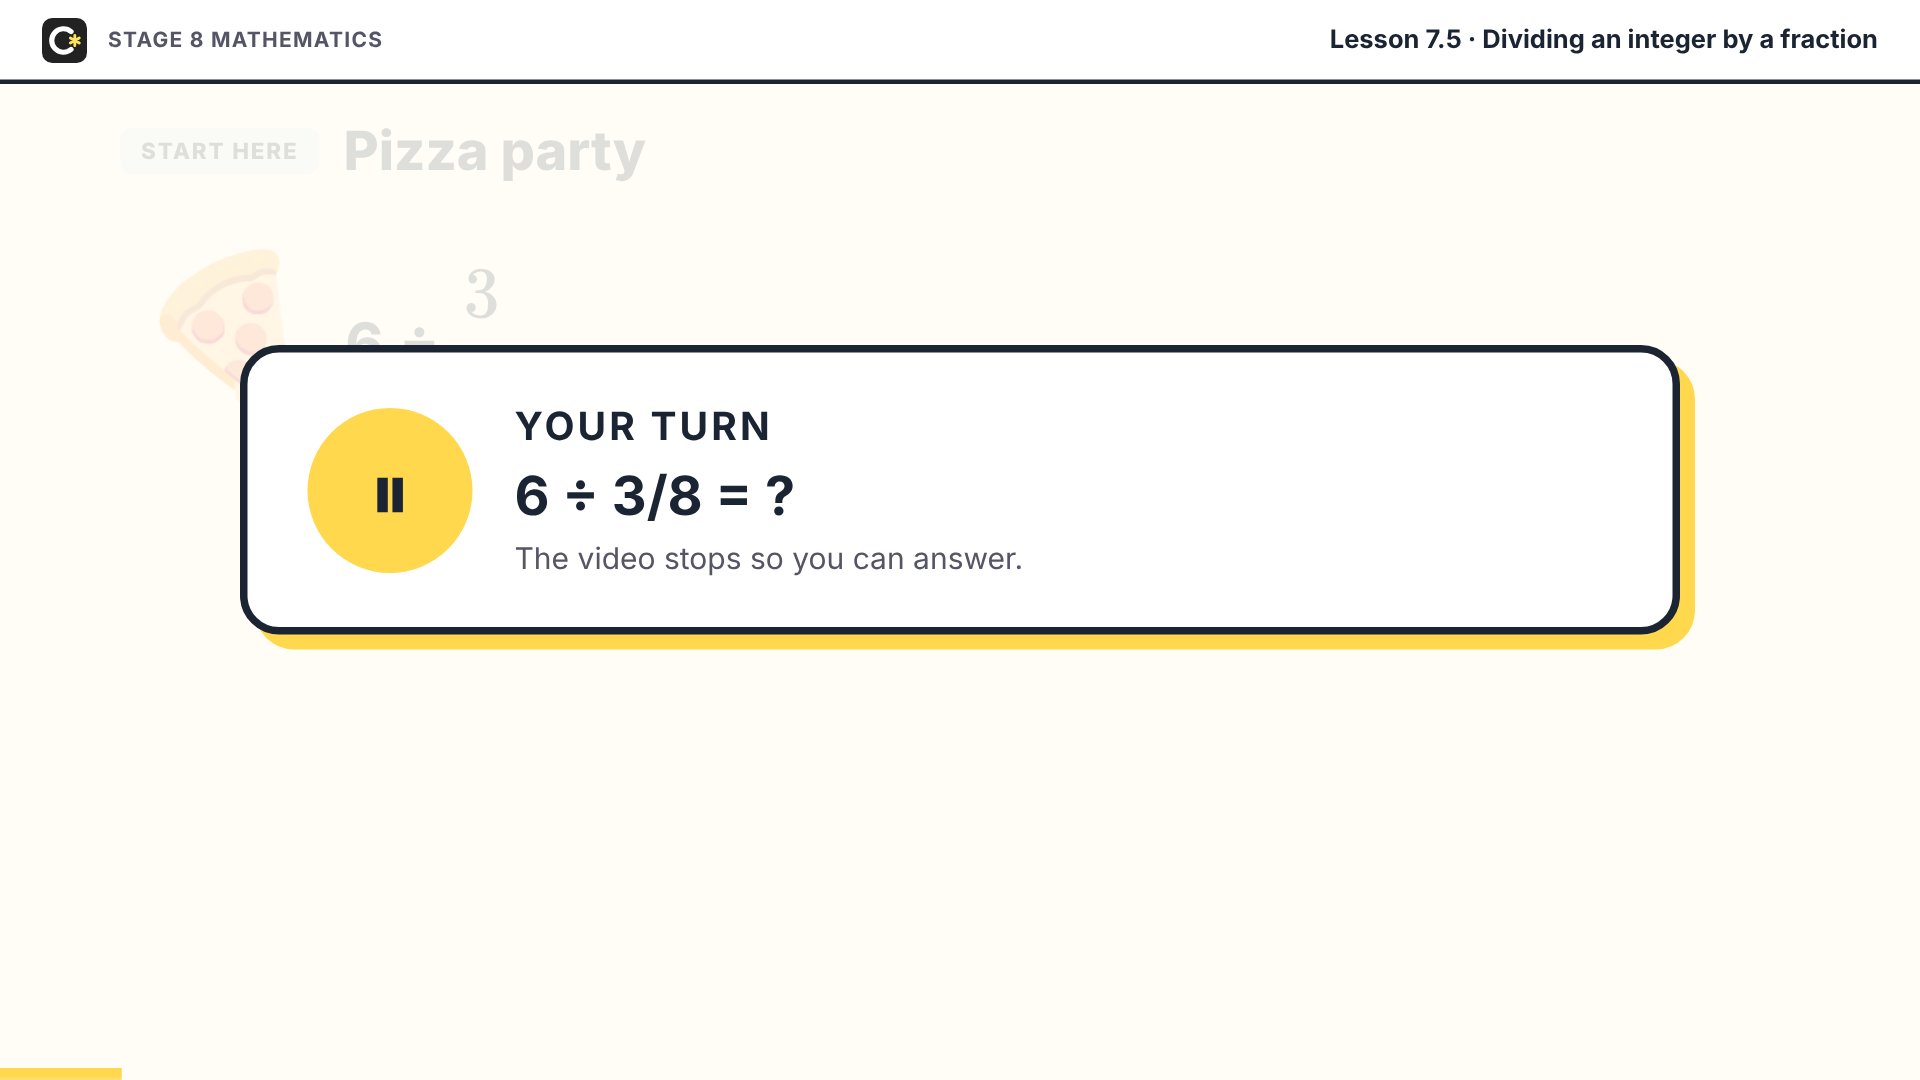 STAGE 8 MATHEMATICS
Lesson 7.5 · Dividing an integer by a fraction
START HERE
Pizza party
3
6 ÷
YOUR TURN
6 ÷ 3/8 = ?
The video stops so you can answer.